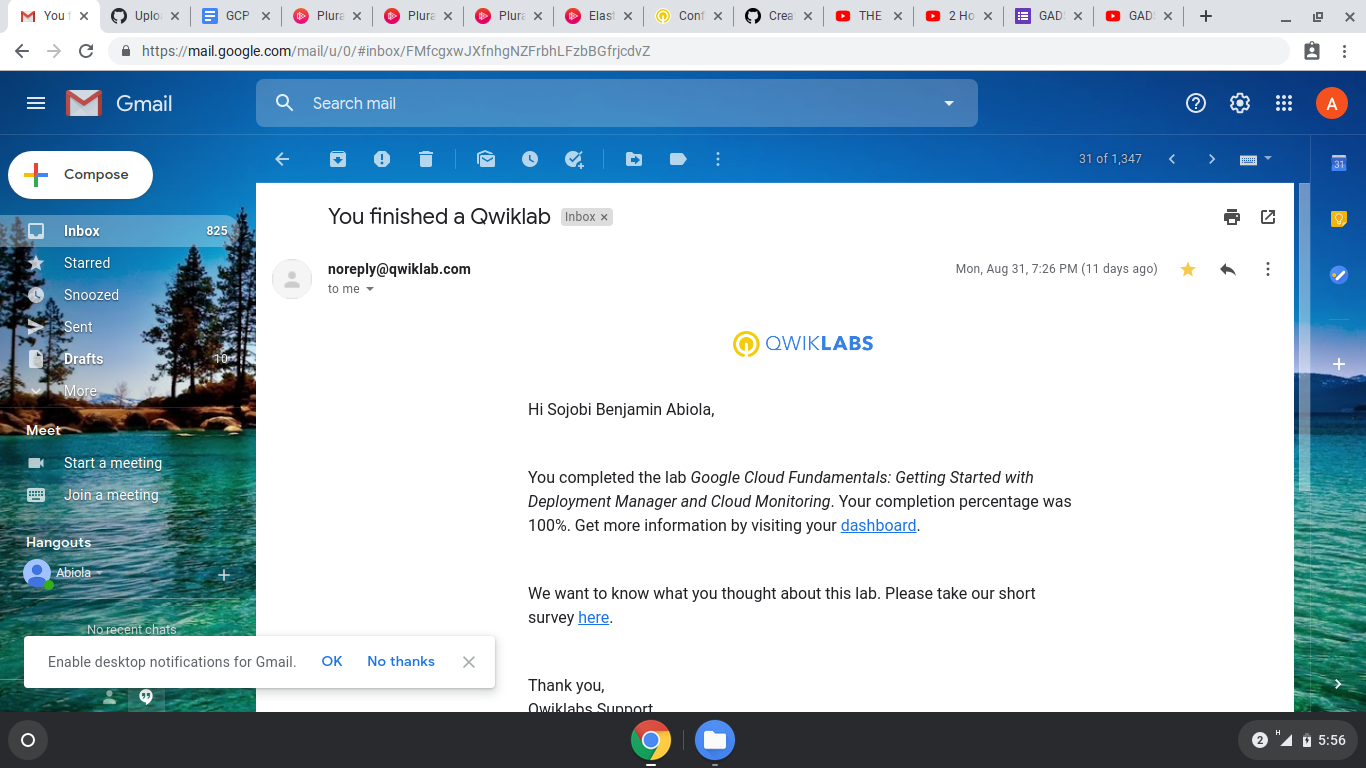 You f
Uplo
GCP
Plura
Plura
Plura
Elast
Conf
Creat
THE
2 Ho
GADS
GADS
https://mail.google.com/mail/u/0/#inbox/FMfcgxwJXfnhgNZFrbhLFzbBGfrjcdvZ
Gmail
Search mail
A
Compose
31 of 1,347
31
You finished a Qwiklab
Inbox ×
Inbox 825
Starred
Snoozed
Sent
Drafts 10
More
noreply@qwiklab.com
Mon, Aug 31, 7:26 PM (11 days ago)
to me
QWIKLABS
Hi Sojobi Benjamin Abiola,
You completed the lab Google Cloud Fundamentals: Getting Started with
Deployment Manager and Cloud Monitoring. Your completion percentage was
100%. Get more information by visiting your dashboard.
We want to know what you thought about this lab. Please take our short
survey here.
Thank you,
Qwiklabs Support
Meet
Start a meeting
Join a meeting
Hangouts
Abiola
No recent chats
Enable desktop notifications for Gmail. OK No thanks
2 H 5:56